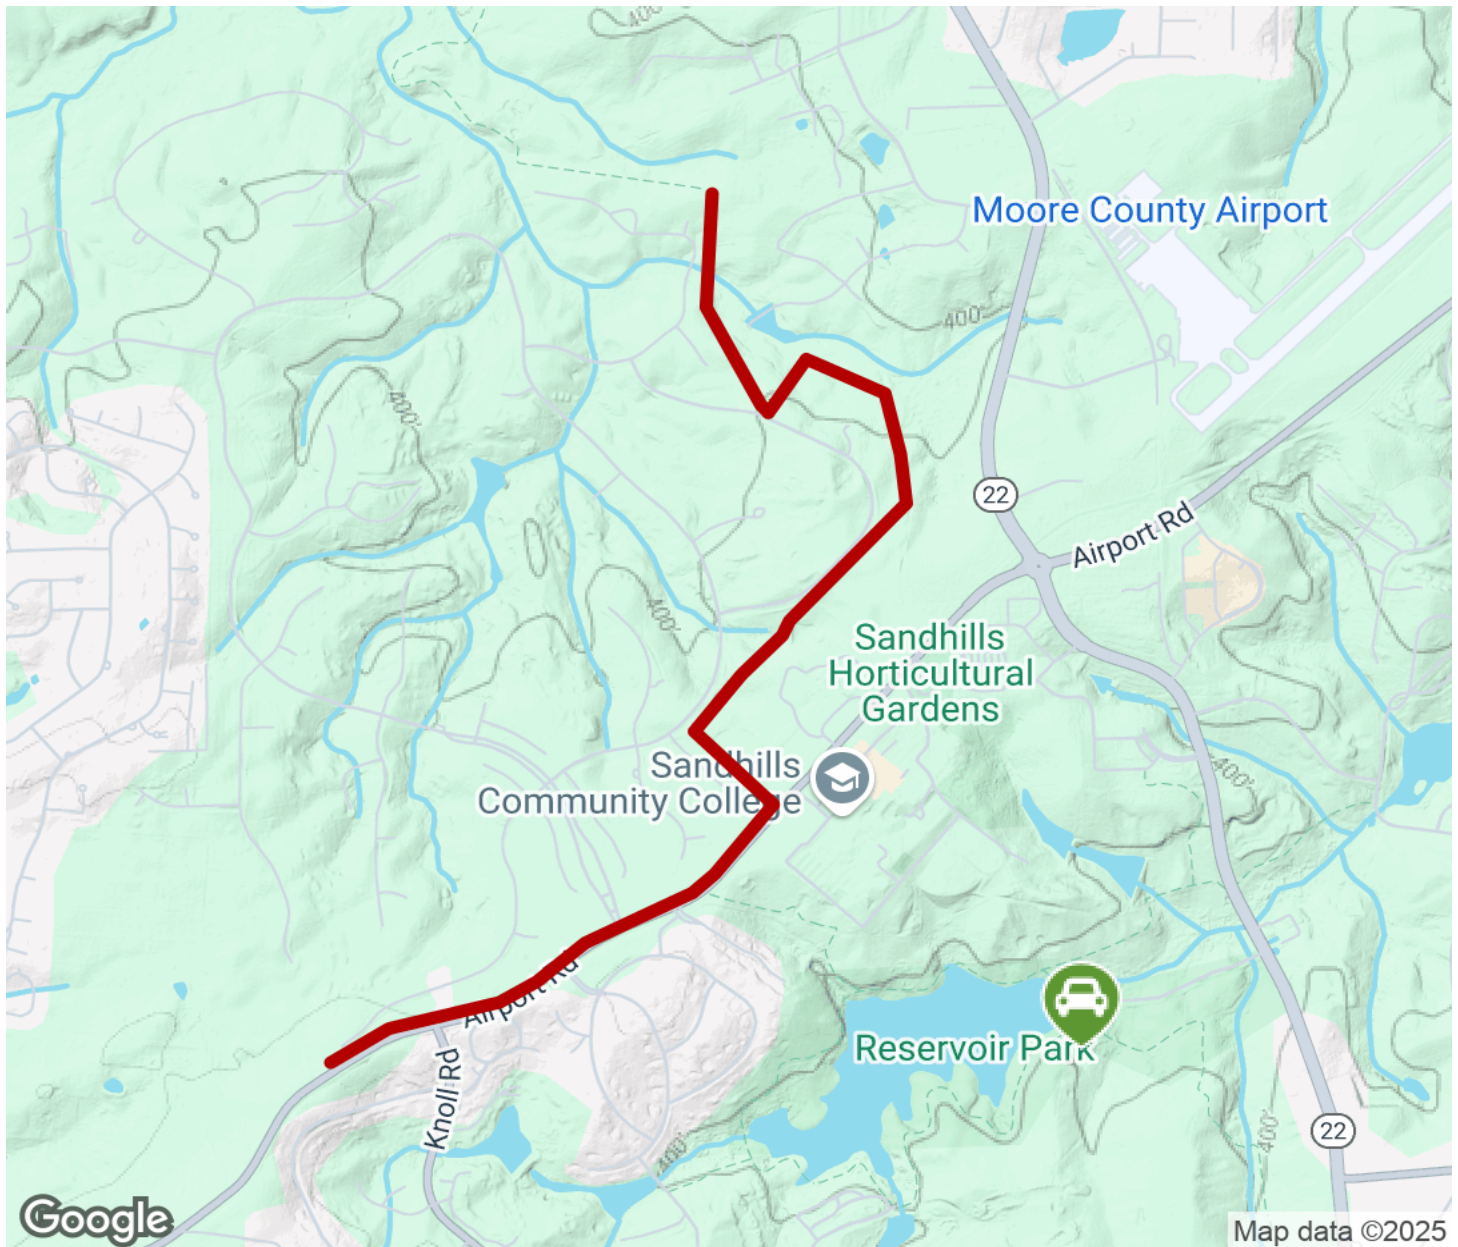 400'
Moore County Airport
400'
400'
22
Airport Rd
400'
Sandhills
Horticultural
Gardens
Sandhills
Community College
400'
Airport Rd
Reservoir Park
Knoll Rd
400'
400'
22
Google
Map data ©2025